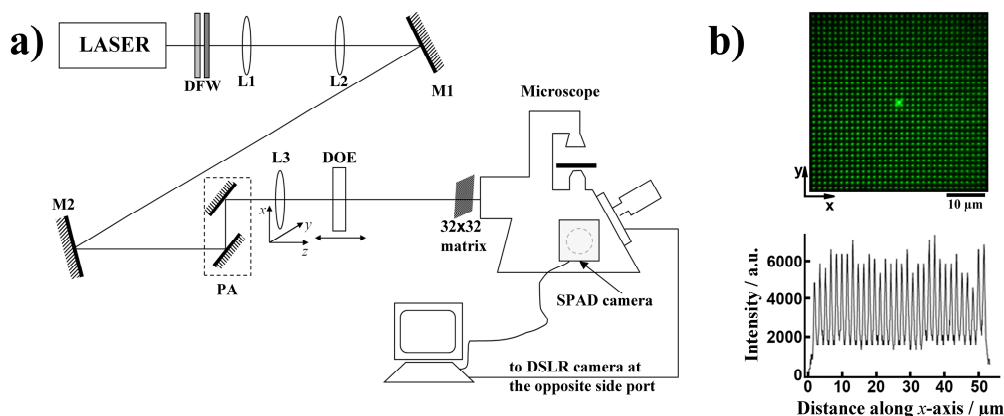 a)
LASER
DFW
L1
L2
M1
Microscope
M2
L3
DOE
x
y
z
32x32
matrix
PA
SPAD
camera
to DSLR camera at
the opposite side port
b)
y
x
10 µm
Intensity / a.u.
6000
4000
2000
0
0 10 20 30 40 50
Distance along x-axis / µm